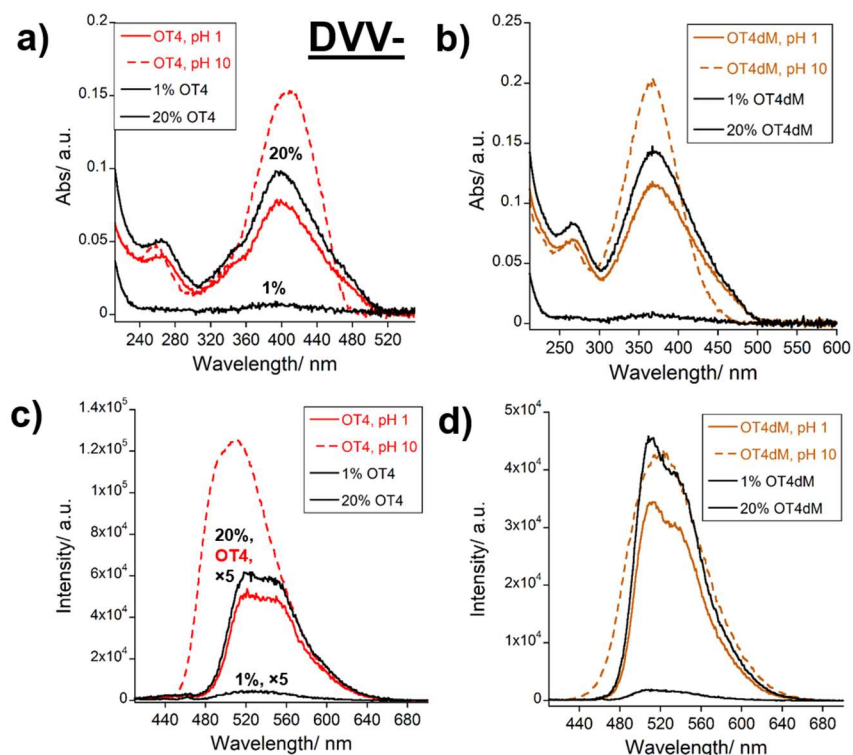 a)
DVV-
0.2
0.15
0.1
0.05
0
Abs/ a.u.
OT4, pH 1
OT4, pH 10
1% OT4
20% OT4
20%
1%
240 280 320 360 400 440 480 520
Wavelength/ nm
b)
0.25
0.2
0.15
0.1
0.05
0
Abs/ a.u.
OT4dM, pH 1
OT4dM, pH 10
1% OT4dM
20% OT4dM
250 300 350 400 450 500 550 600
Wavelength/ nm
c)
1.4x10⁵
1.2x10⁵
1x10⁵
8x10⁴
6x10⁴
4x10⁴
2x10⁴
0
Intensity/ a.u.
OT4, pH 1
OT4, pH 10
1% OT4
20% OT4
20%,
OT4,
×5
1%, ×5
440 480 520 560 600 640 680
Wavelength/ nm
d)
5x10⁴
4x10⁴
3x10⁴
2x10⁴
1x10⁴
0
Intensity/ a.u.
OT4dM, pH 1
OT4dM, pH 10
1% OT4dM
20% OT4dM
440 480 520 560 600 640 680
Wavelength/ nm